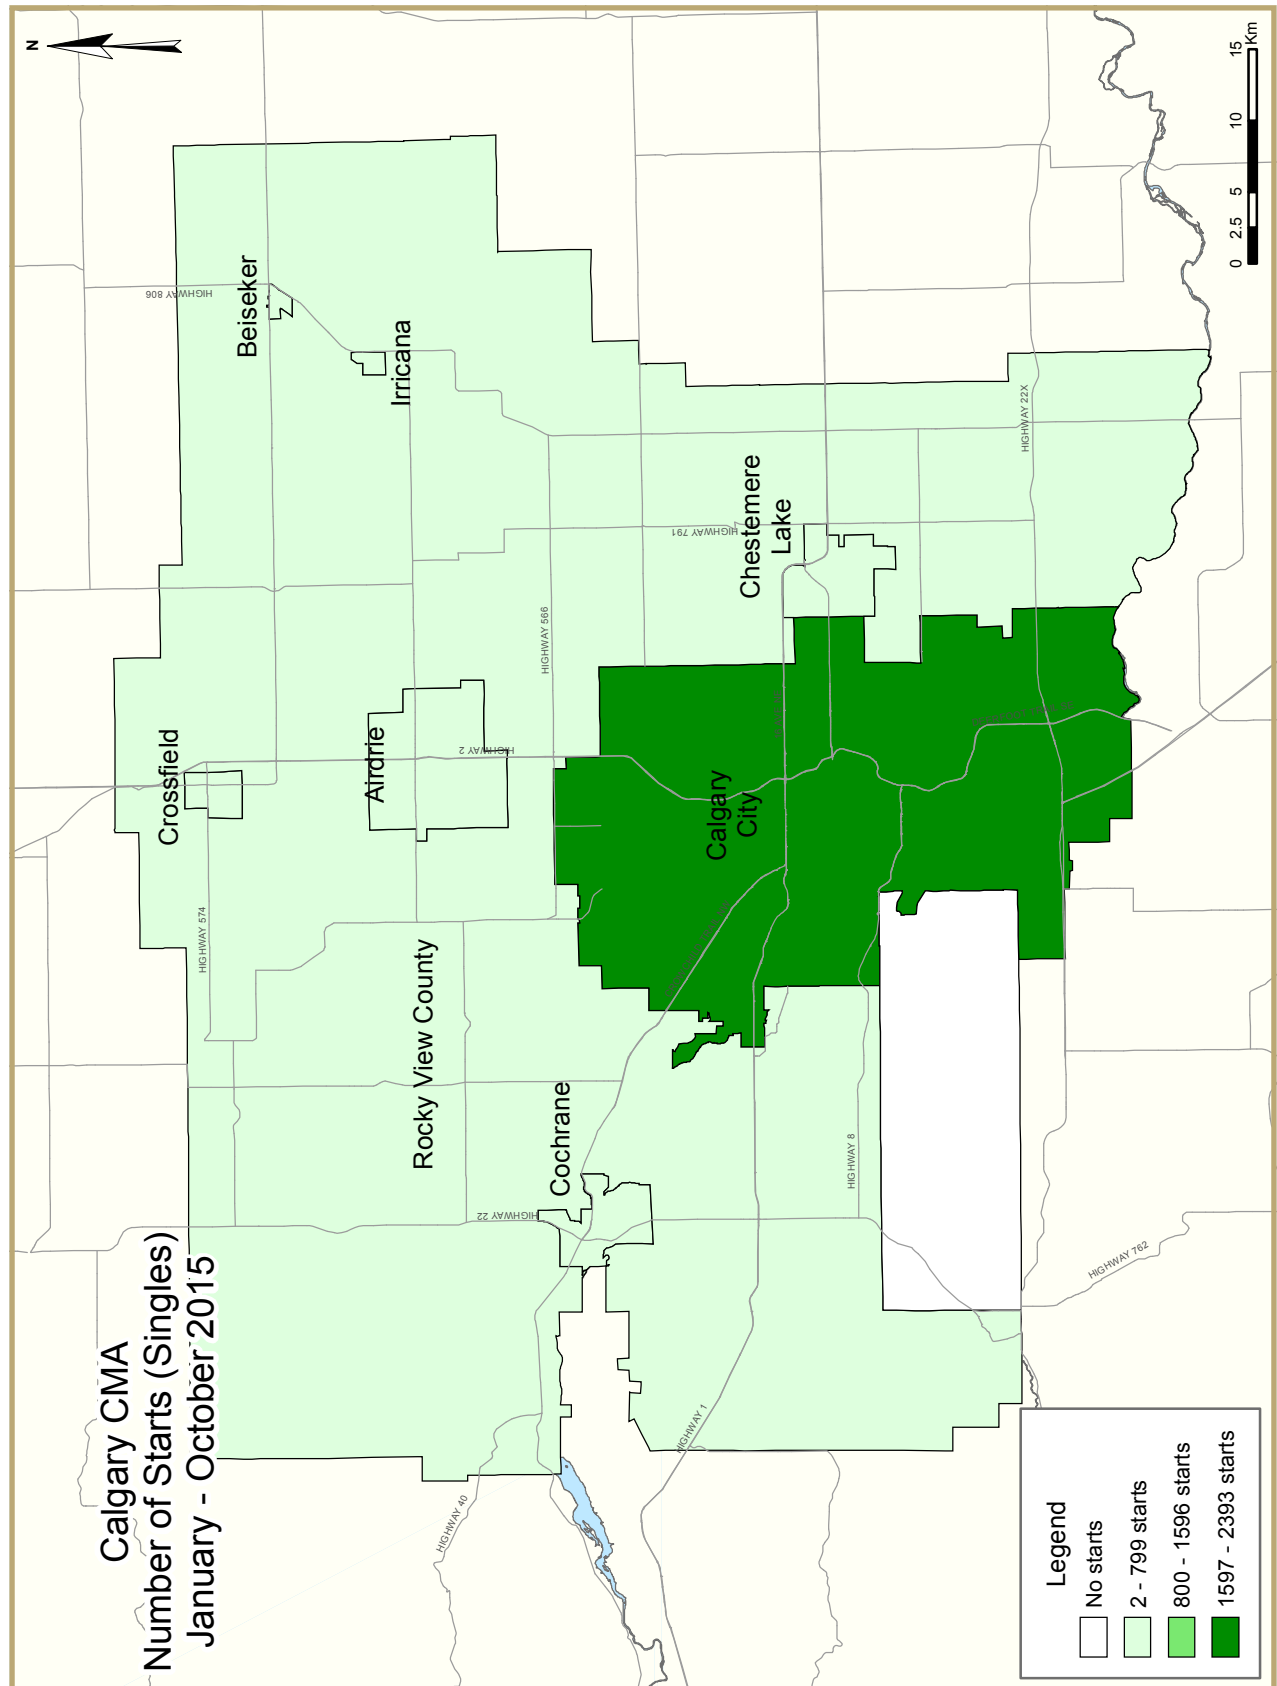 Calgary CMA
Number of Starts (Singles)
January - October 2015
N
Crossfield
Beiseker
Irricana
Airdrie
Rocky View County
Cochrane
Calgary
City
Chestemere
Lake
HIGHWAY 574
HIGHWAY 2
HIGHWAY 806
HIGHWAY 566
HIGHWAY 791
HIGHWAY 22
HIGHWAY 40
HIGHWAY 1
HIGHWAY 8
HIGHWAY 22X
HIGHWAY 762
Legend
No starts
2 - 799 starts
800 - 1596 starts
1597 - 2393 starts
0 2.5 5 10 15
Km